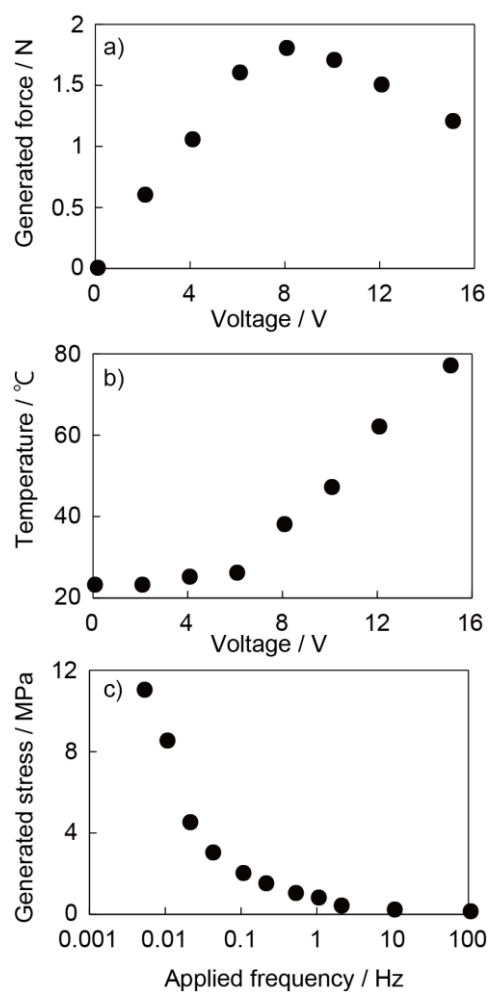 a)
Generated force / N
2
1.5
1
0.5
0
0 4 8 12 16
Voltage / V
b)
Temperature / ℃
80
60
40
20
0 4 8 12 16
Voltage / V
c)
Generated stress / MPa
12
8
4
0
0.001 0.01 0.1 1 10 100
Applied frequency / Hz